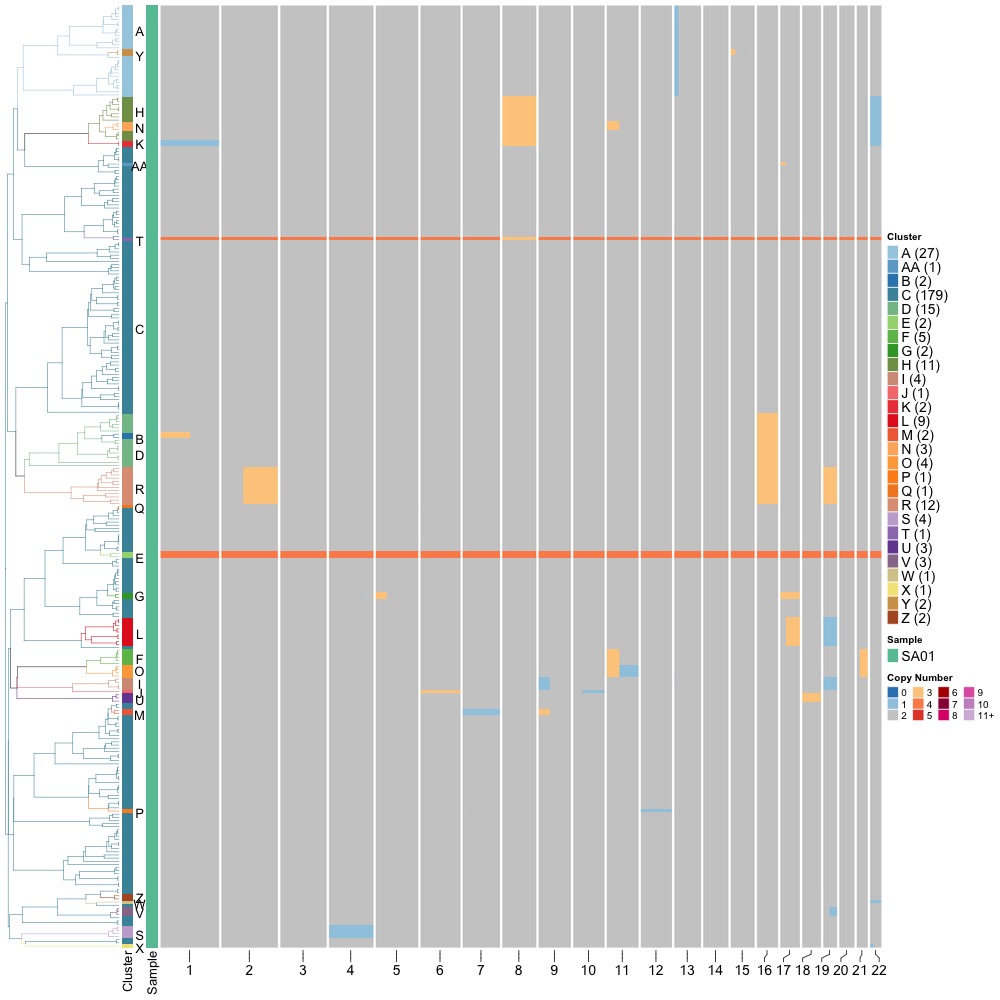 A
Y
H
N
K
AA
T
C
B
D
R
Q
E
G
L
F
O
I
J
U
M
P
Z
W
V
S
X
Cluster
A (27)
AA (1)
B (2)
C (179)
D (15)
E (2)
F (5)
G (2)
H (11)
I (4)
J (1)
K (2)
L (9)
M (2)
N (3)
O (4)
P (1)
Q (1)
R (12)
S (4)
T (1)
U (3)
V (3)
W (1)
X (1)
Y (2)
Z (2)
Sample
SA01
Copy Number
0 3 6 9
1 4 7 10
2 5 8 11+
Cluster
Sample
1 2 3 4 5 6 7 8 9 10 11 12 13 14 15 16 17 18 19 20 21 22